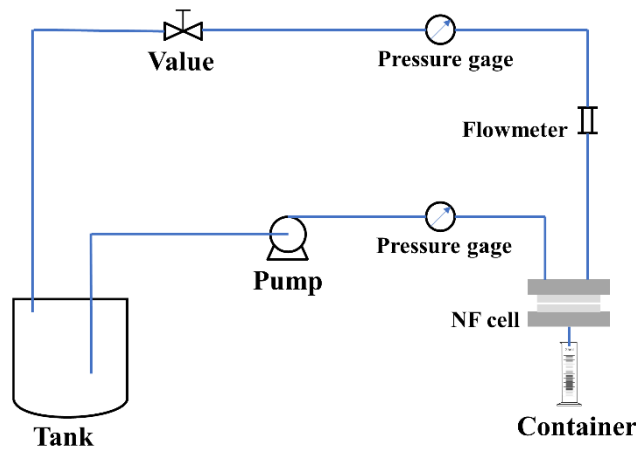 Value
Pressure gage
Flowmeter
Pressure gage
Pump
NF cell
Container
Tank